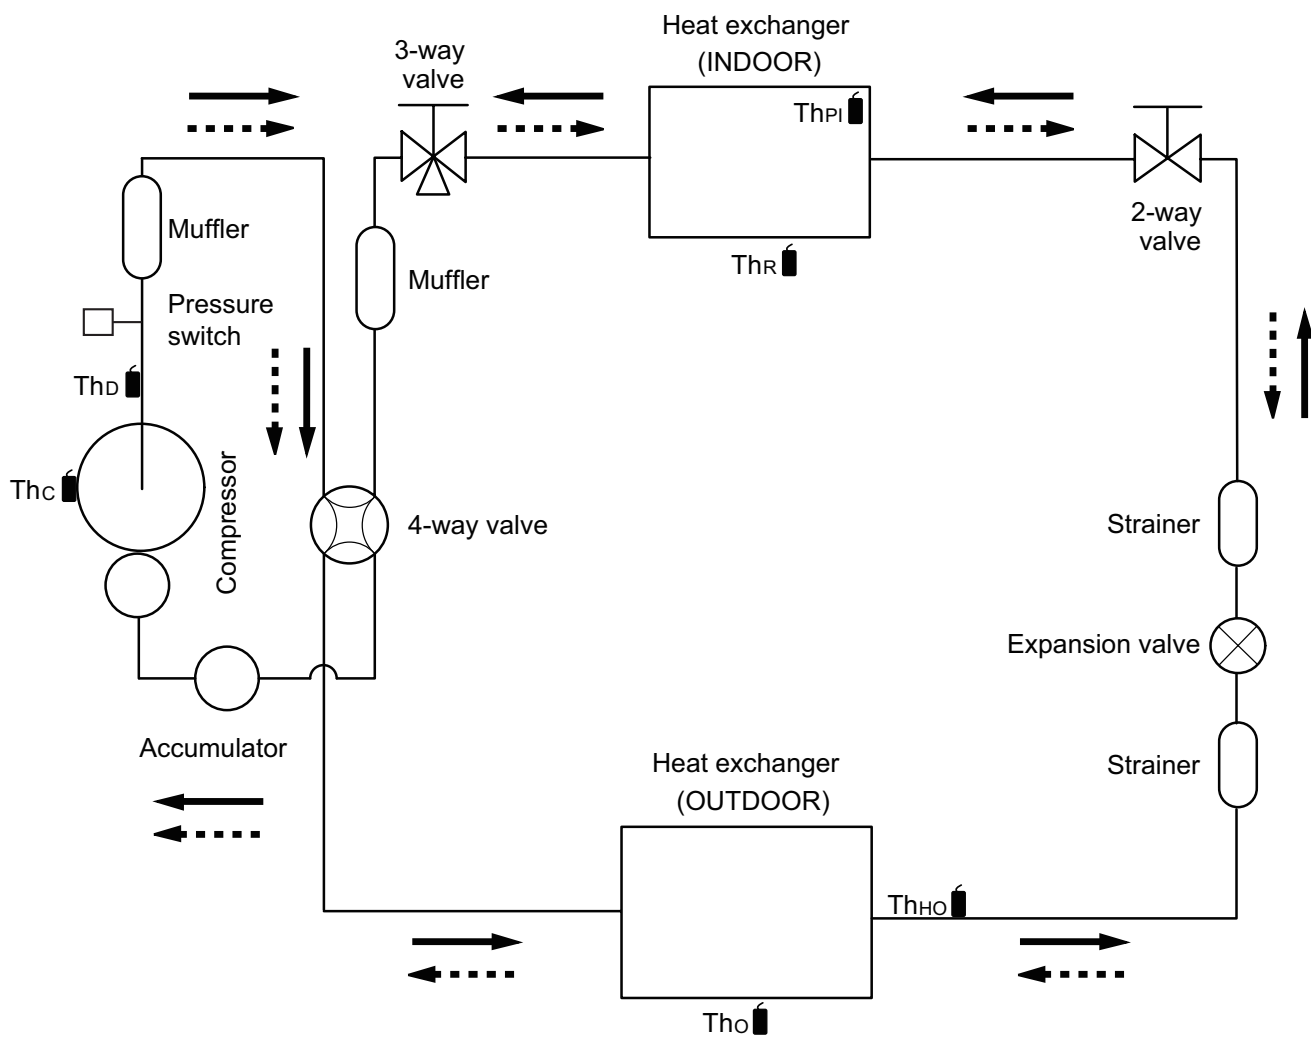 Heat exchanger
(INDOOR)
3-way
valve
ThPI
Muffler
2-way
valve
ThR
Muffler
Pressure
switch
ThD
ThC
Compressor
4-way valve
Strainer
Expansion valve
Accumulator
Heat exchanger
(OUTDOOR)
Strainer
ThHO
ThO